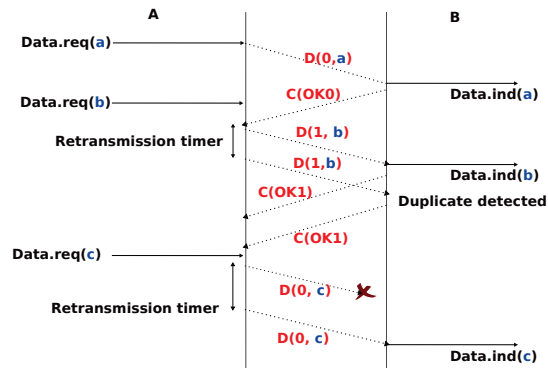 A
B
Data.req(a)
D(0,a)
Data.ind(a)
C(OK0)
Data.req(b)
D(1, b)
Retransmission timer
D(1,b)
Data.ind(b)
C(OK1)
Duplicate detected
C(OK1)
Data.req(c)
D(0, c)
Retransmission timer
D(0, c)
Data.ind(c)